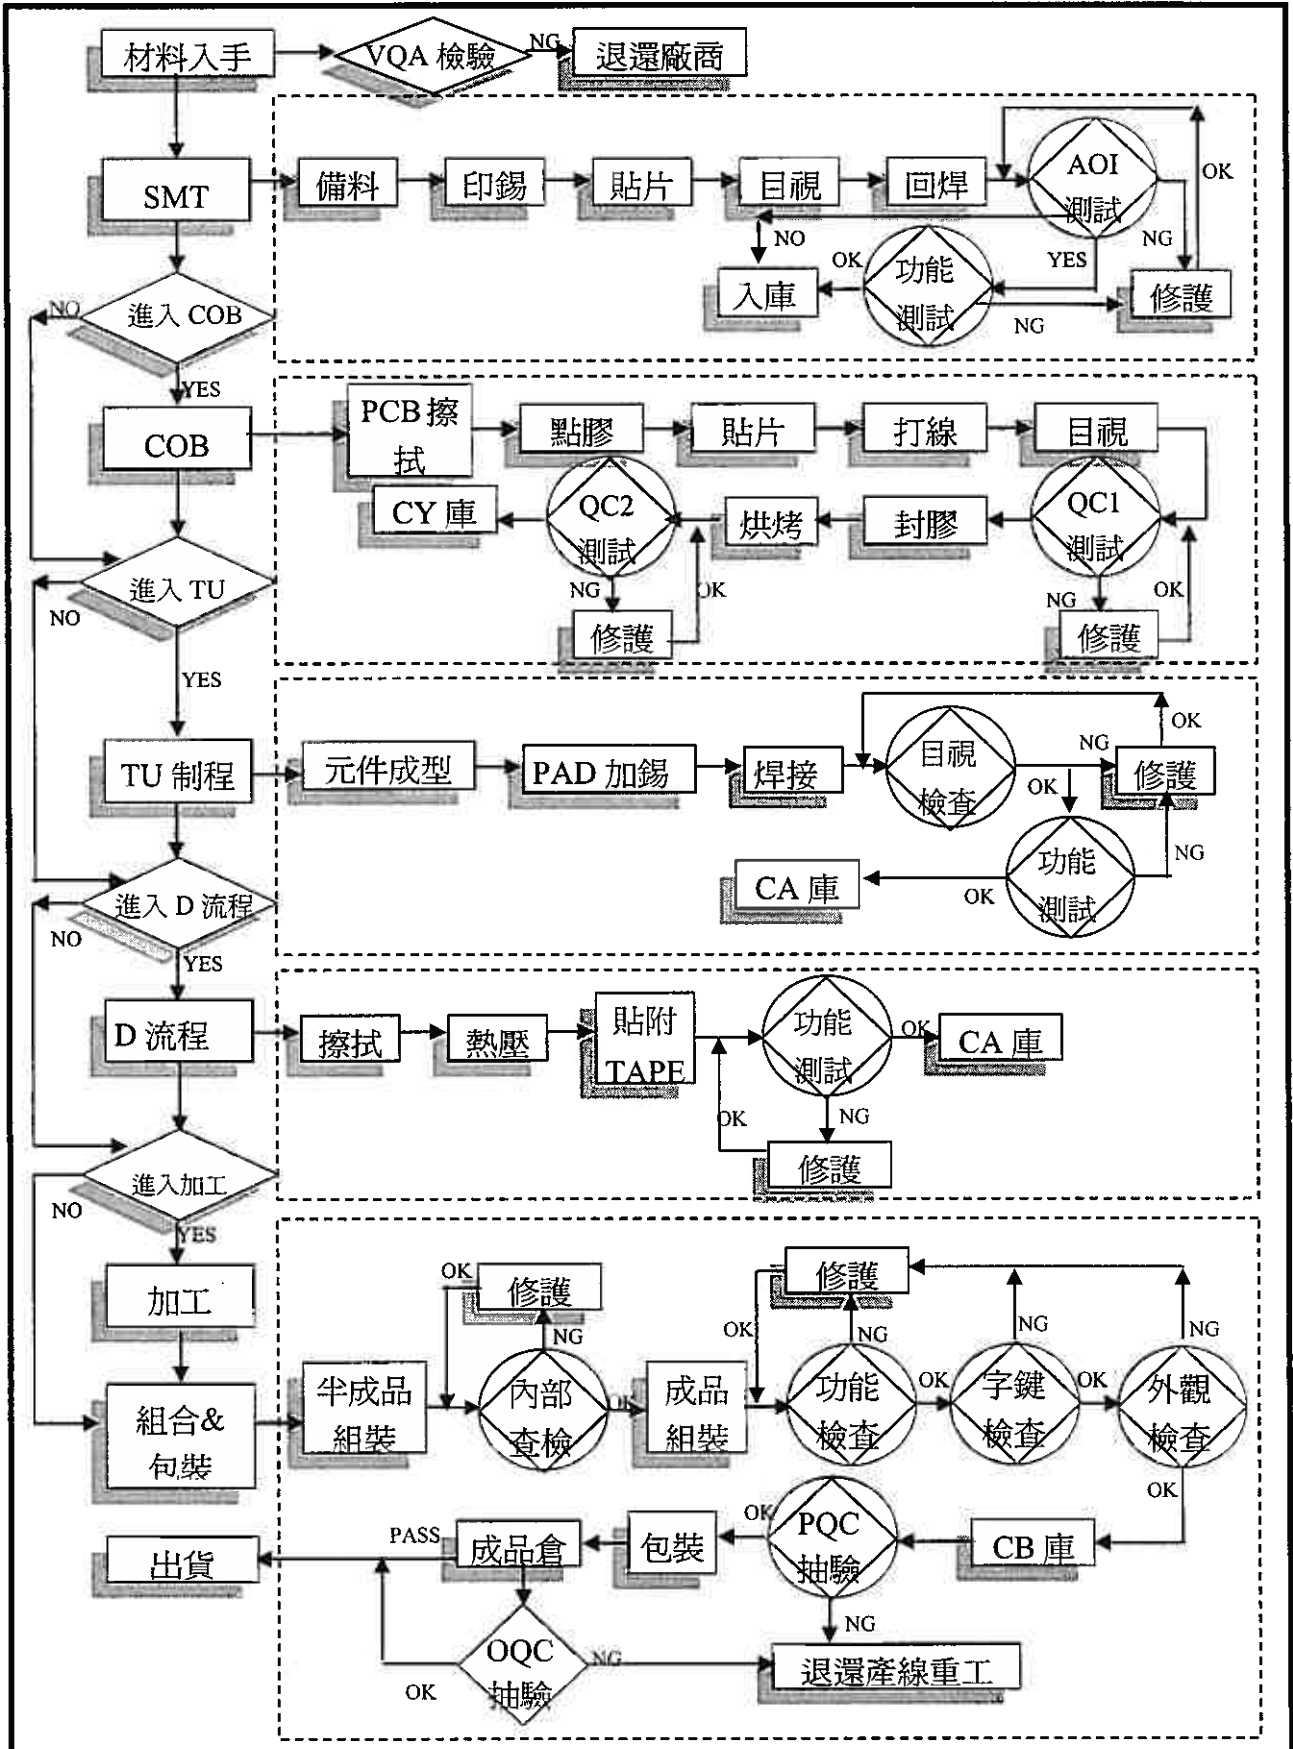 材料入手
VQA 檢驗
NG
退還廠商
SMT
備料
印錫
貼片
目視
回焊
AOI
測試
OK
NG
NO
YES
入庫
OK
功能
測試
NG
修護
進入 COB
NO
YES
COB
PCB 擦
拭
點膠
貼片
打線
目視
CY 庫
QC2
測試
烘烤
封膠
QC1
測試
NG
OK
修護
NG
OK
修護
進入 TU
NO
YES
TU 制程
元件成型
PAD 加錫
焊接
目視
檢查
OK
NG
修護
OK
NG
功能
測試
OK
CA 庫
進入 D 流程
NO
YES
D 流程
擦拭
熱壓
貼附
TAPE
功能
測試
OK
CA 庫
OK
NG
修護
進入加工
NO
YES
加工
組合&
包裝
半成品
組裝
OK
修護
NG
內部
查檢
OK
成品
組裝
OK
修護
NG
功能
檢查
OK
NG
字鍵
檢查
OK
NG
外觀
檢查
OK
CB 庫
PQC
抽驗
OK
包裝
成品倉
PASS
出貨
NG
OQC
抽驗
OK
NG
退還產線重工